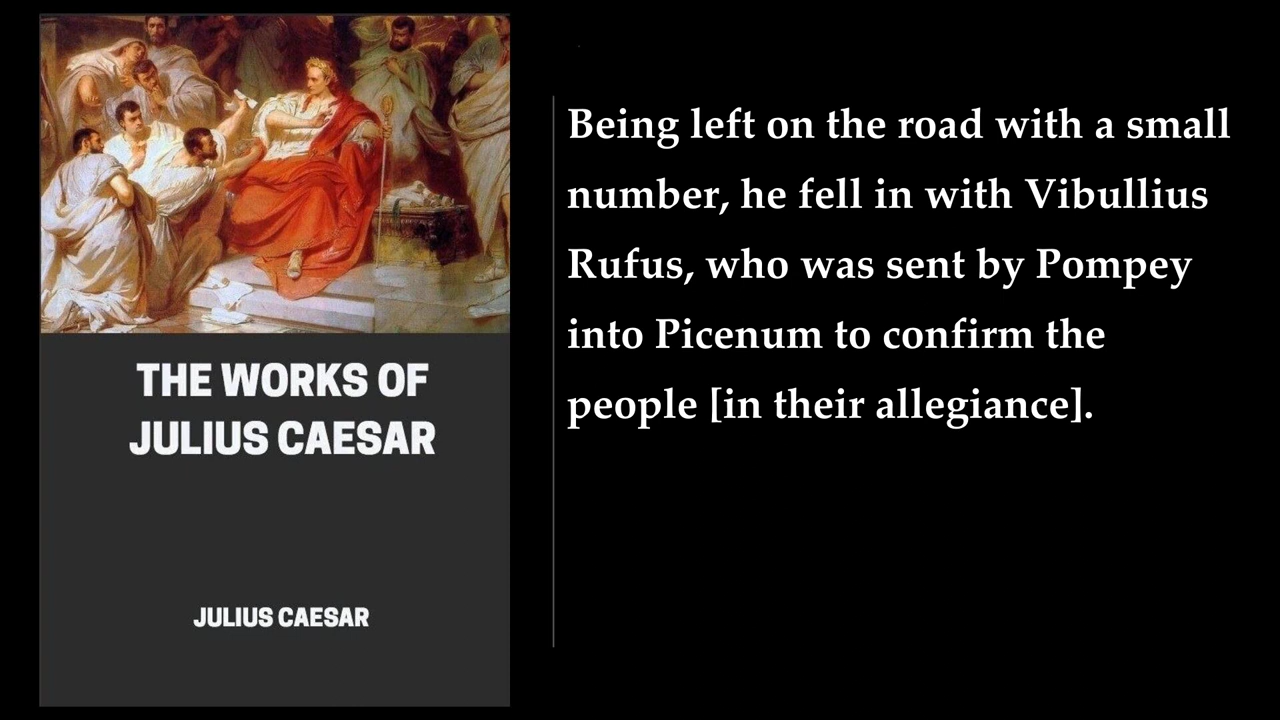 THE WORKS OF
JULIUS CAESAR
JULIUS CAESAR
Being left on the road with a small
number, he fell in with Vibullius
Rufus, who was sent by Pompey
into Picenum to confirm the
people [in their allegiance].